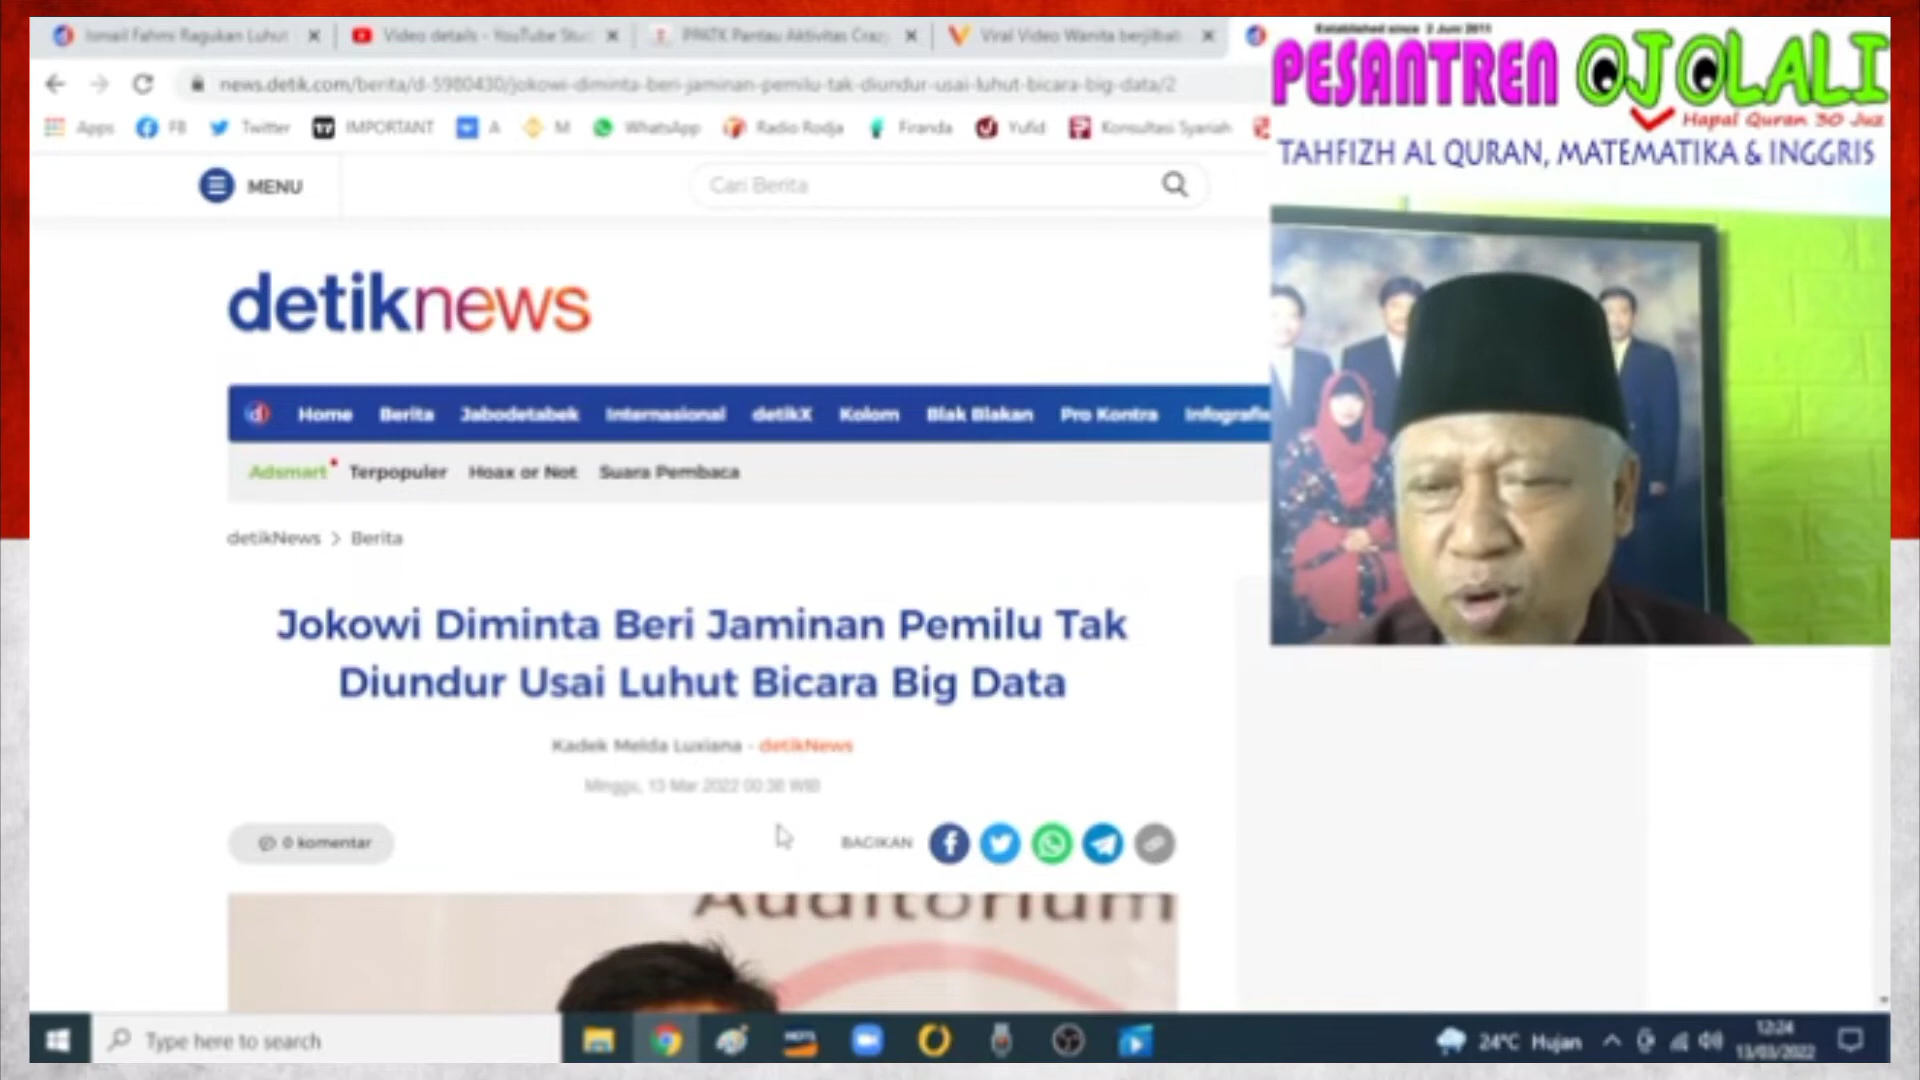 Ismail Fahmi Ragukan Luhut
Video details - YouTube Stu
PPATK Pantau Aktivitas Crazy
Viral Video Wanita berjilbab
Established since 2 Juni 2011
PESANTREN OJOLALI
Hapal Quran 30 Juz
TAHFIZH AL QURAN, MATEMATIKA & INGGRIS
news.detik.com/berita/d-5980430/jokowi-diminta-beri-jaminan-pemilu-tak-diundur-usai-luhut-bicara-big-data/2
Apps FB Twitter IMPORTANT A M WhatsApp Radio Rodja Firanda Yufid Konsultasi Syariah
MENU
Cari Berita
detiknews
Home Berita Jabodetabek Internasional detikX Kolom Blak Blakan Pro Kontra Infografis
Adsmart Terpopuler Hoax or Not Suara Pembaca
detikNews > Berita
Jokowi Diminta Beri Jaminan Pemilu Tak
Diundur Usai Luhut Bicara Big Data
Kadek Melda Luxiana - detikNews
Minggu, 13 Mar 2022 00:38 WIB
0 komentar
BAGIKAN
Auditorium
Type here to search
24°C Hujan
12:24
13/03/2022